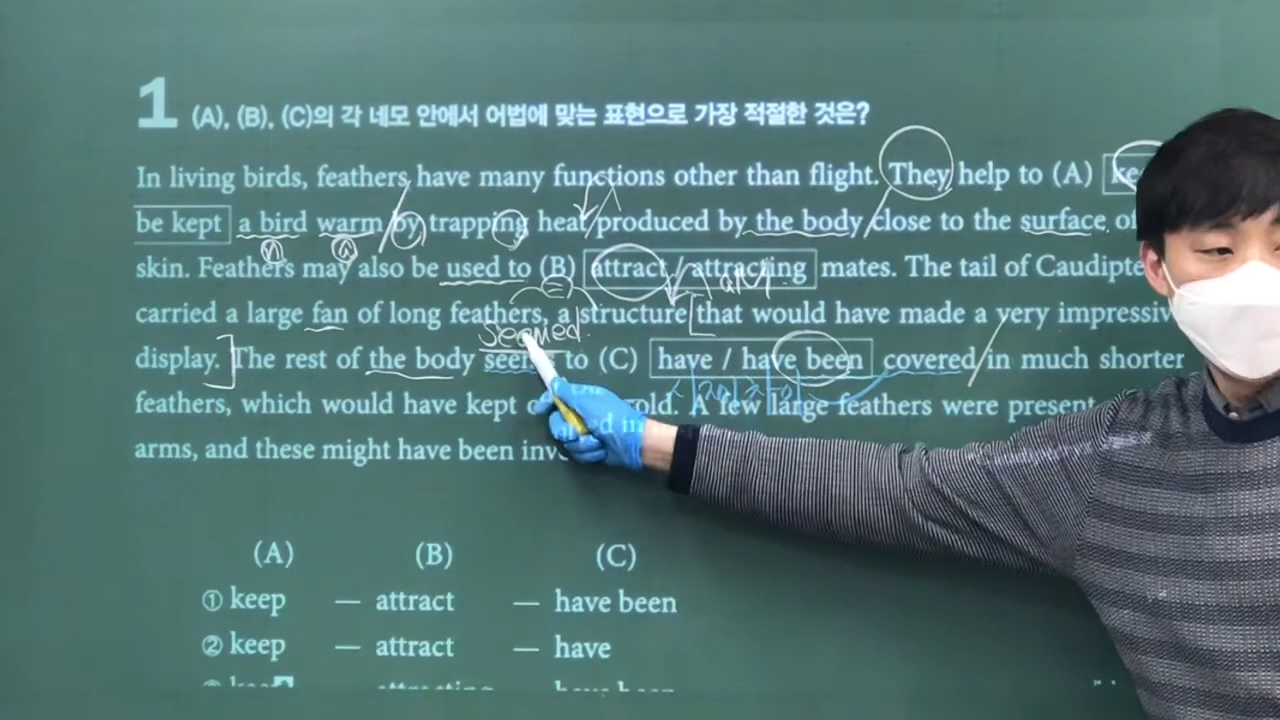 1 (A), (B), (C)의 각 네모 안에서 어법에 맞는 표현으로 가장 적절한 것은?
In living birds, feathers have many functions other than flight. They help to (A)
be kept a bird warm by trapping heat produced by the body close to the surface of
skin. Feathers may also be used to (B) attract / attracting mates. The tail of
carried a large fan of long feathers, a structure that would have made a very
seemed
display. The rest of the body to (C) have / have been covered in much shorter
feathers, which would have kept A few large feathers were present
arms, and these might have been
(A) (B) (C)
① keep — attract — have been
② keep — attract — have